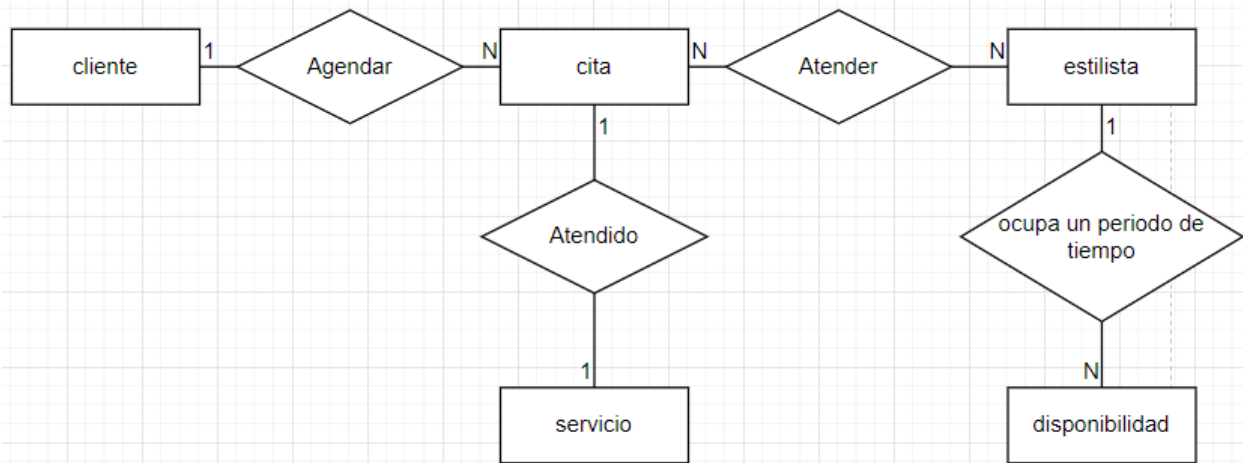 cliente
1
Agendar
N
cita
N
Atender
N
estilista
1
1
Atendido
ocupa un periodo de
tiempo
1
N
servicio
disponibilidad